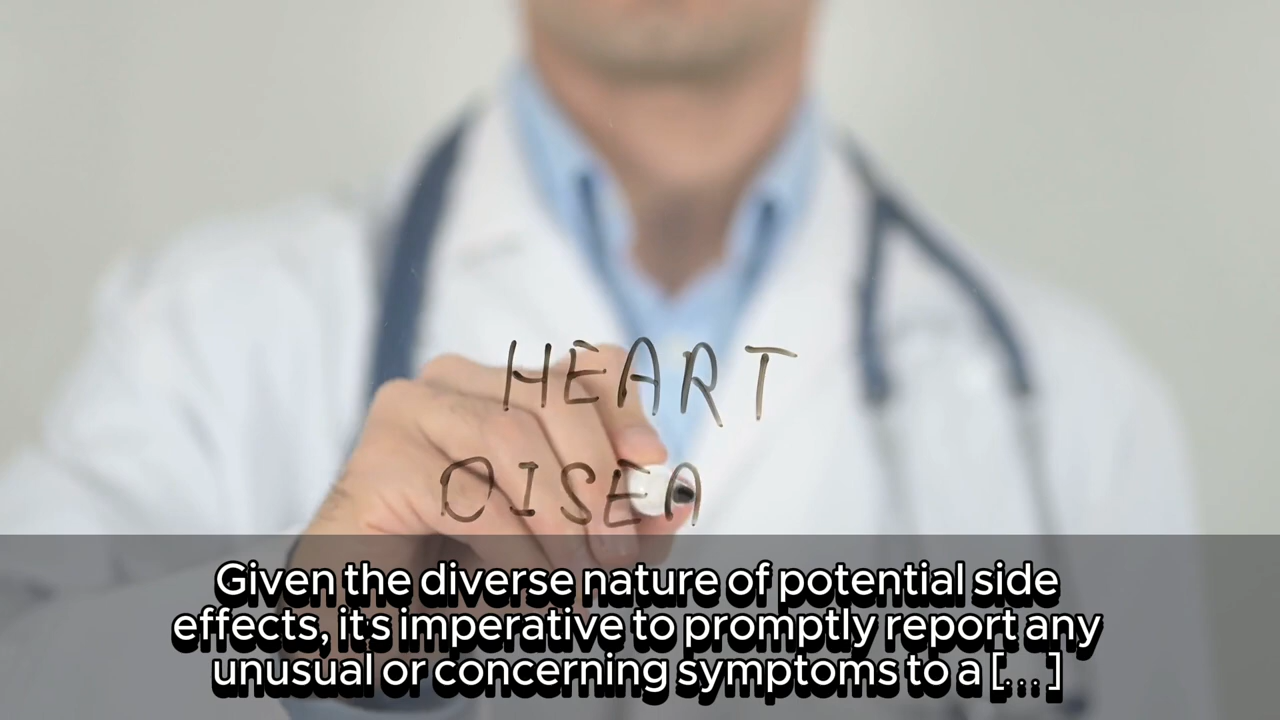 HEART
DISEA
Given the diverse nature of potential side
effects, it's imperative to promptly report any
unusual or concerning symptoms to a [...]